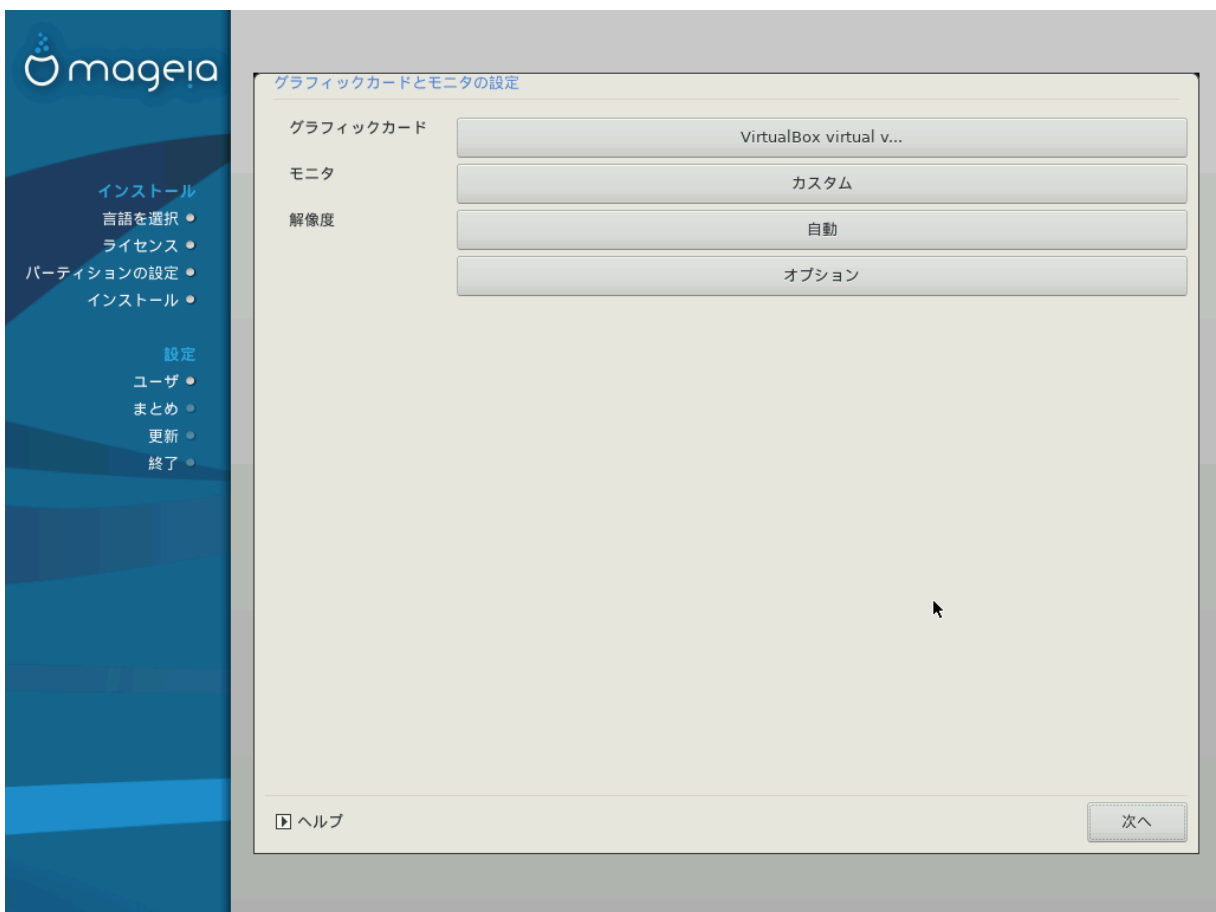 mageia
インストール
言語を選択
ライセンス
パーティションの設定
インストール
設定
ユーザ
まとめ
更新
終了
グラフィックカードとモニタの設定
グラフィックカード
VirtualBox virtual v...
モニタ
カスタム
解像度
自動
オプション
ヘルプ
次へ